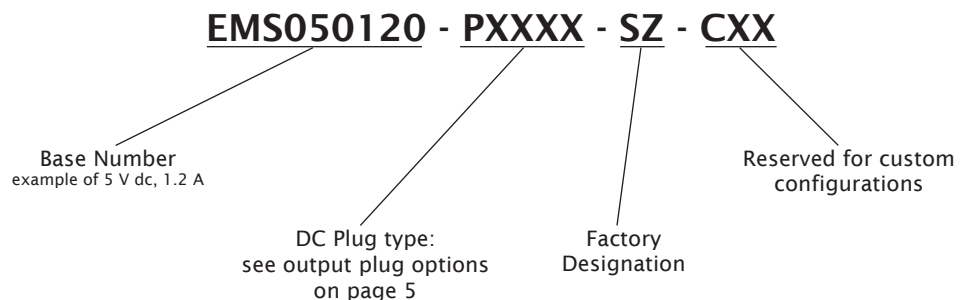 EMS050120 - PXXXX - SZ - CXX
Base Number
example of 5 V dc, 1.2 A
Reserved for custom
configurations
DC Plug type:
see output plug options
on page 5
Factory
Designation